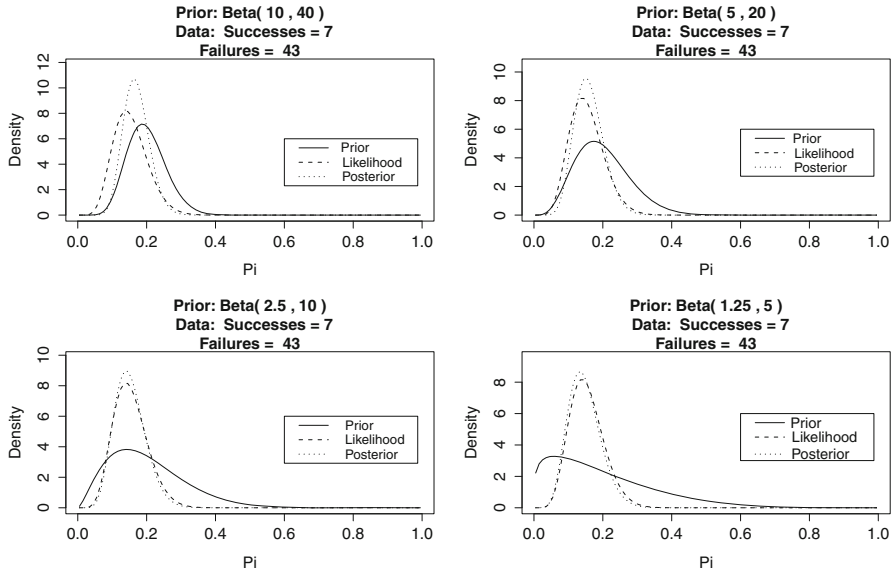 Prior: Beta( 10 , 40 )
Data:  Successes = 7
Failures =  43
Density
12
10
8
6
4
2
0
Prior
Likelihood
Posterior
0.0 0.2 0.4 0.6 0.8 1.0
Pi
Prior: Beta( 5 , 20 )
Data:  Successes = 7
Failures =  43
Density
10
8
6
4
2
0
Prior
Likelihood
Posterior
0.0 0.2 0.4 0.6 0.8 1.0
Pi
Prior: Beta( 2.5 , 10 )
Data:  Successes = 7
Failures =  43
Density
10
8
6
4
2
0
Prior
Likelihood
Posterior
0.0 0.2 0.4 0.6 0.8 1.0
Pi
Prior: Beta( 1.25 , 5 )
Data:  Successes = 7
Failures =  43
Density
8
6
4
2
0
Prior
Likelihood
Posterior
0.0 0.2 0.4 0.6 0.8 1.0
Pi